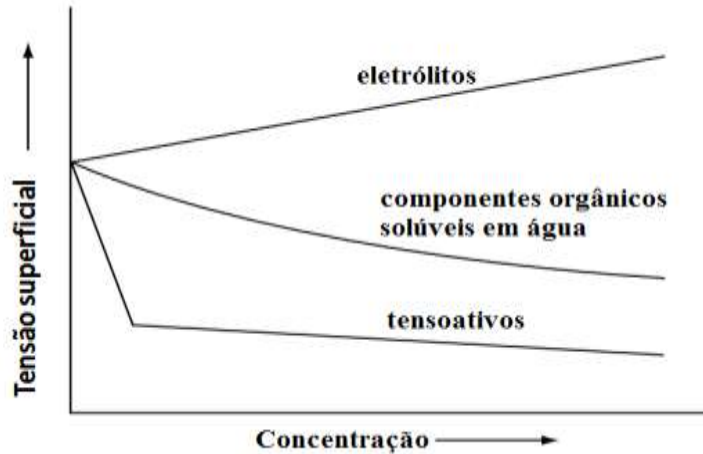 eletrólitos
componentes orgânicos
solúveis em água
tensoativos
Tensão superficial
Concentração